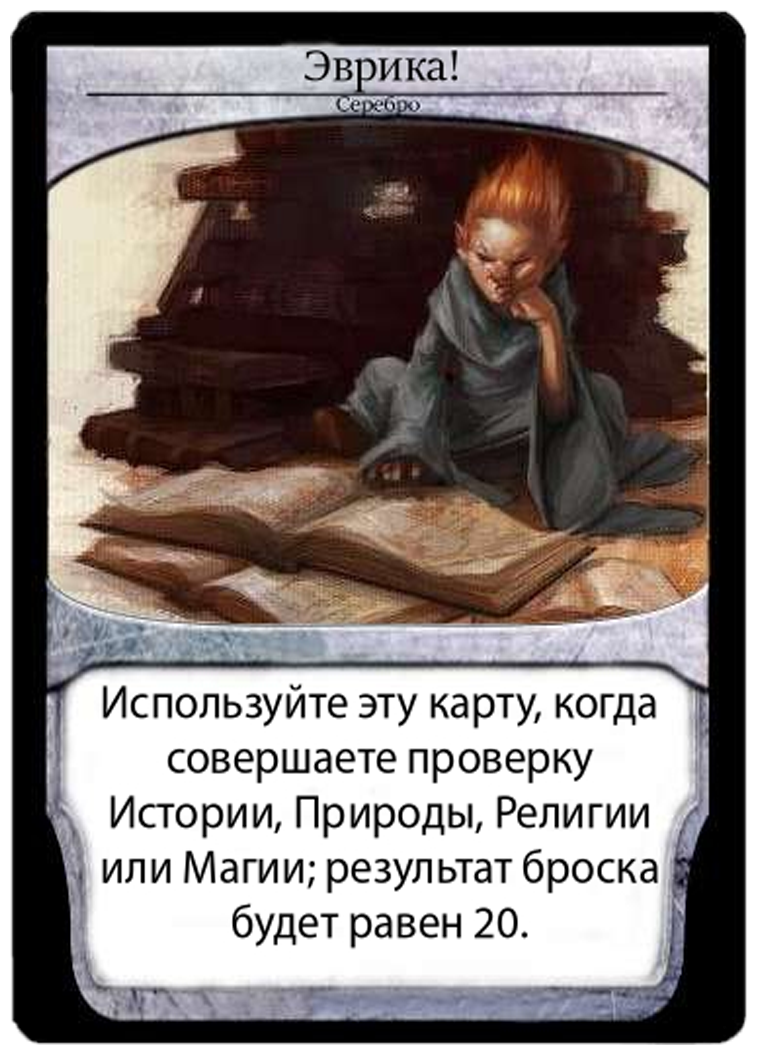 Эврика!
Серебро
Используйте эту карту, когда
совершаете проверку
Истории, Природы, Религии
или Магии; результат броска
будет равен 20.